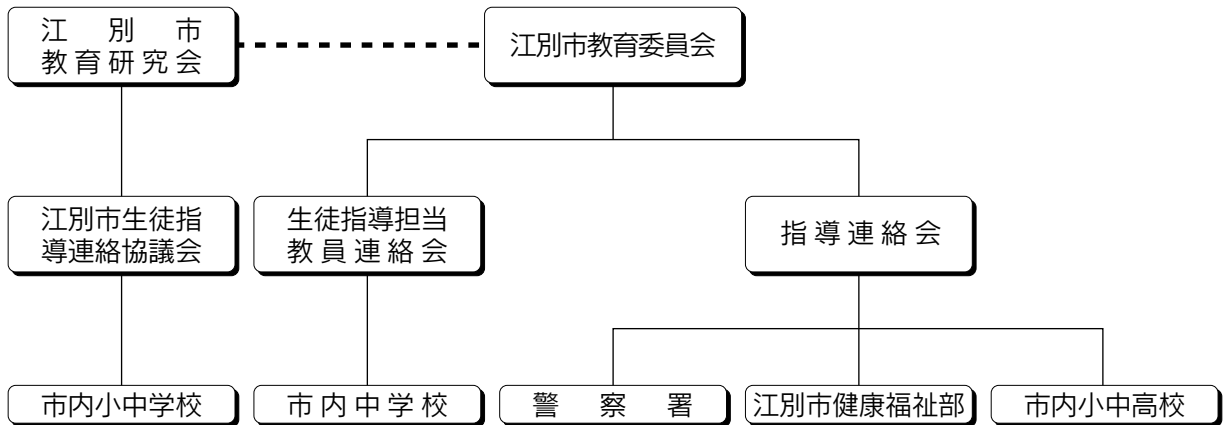 江別市
教育研究会
江別市教育委員会
江別市生徒指
導連絡協議会
生徒指導担当
教員連絡会
指導連絡会
市内小中学校
市内中学校
警察署
江別市健康福祉部
市内小中高校